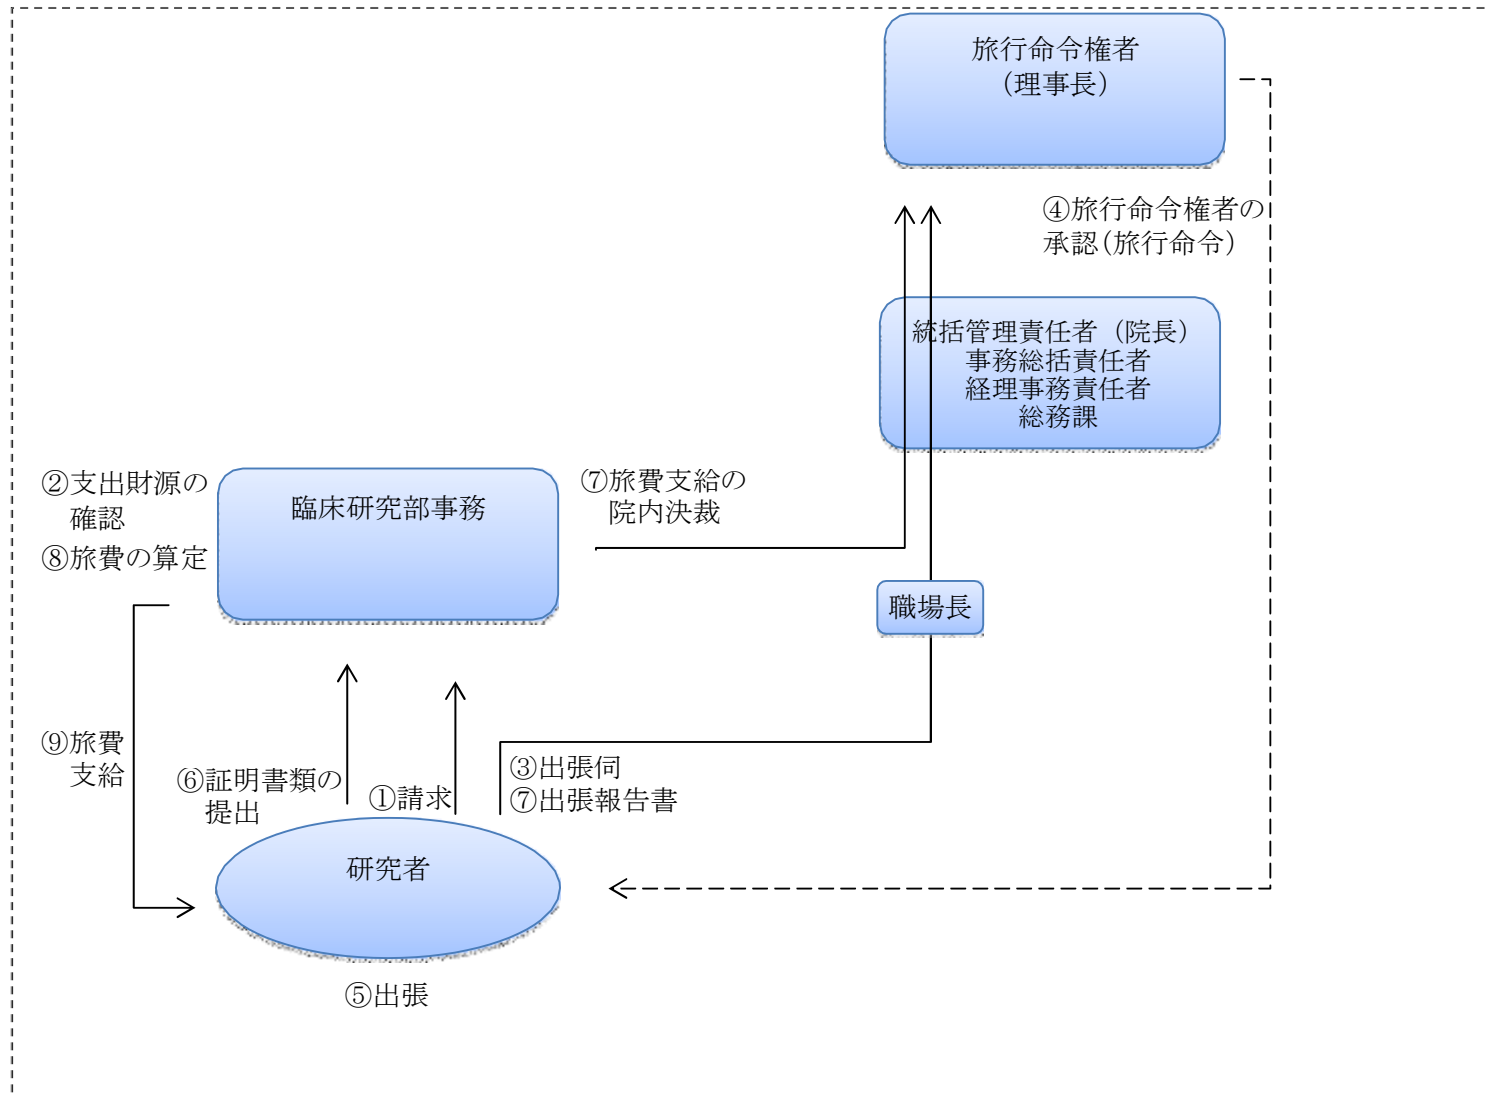 旅行命令権者
（理事長）
④旅行命令権者の
承認（旅行命令）
統括管理責任者（院長）
事務総括責任者
経理事務責任者
総務課
②支出財源の
確認
⑧旅費の算定
臨床研究部事務
⑦旅費支給の
院内決裁
職場長
⑨旅費
支給
⑥証明書類の
提出
①請求
③出張伺
⑦出張報告書
研究者
⑤出張